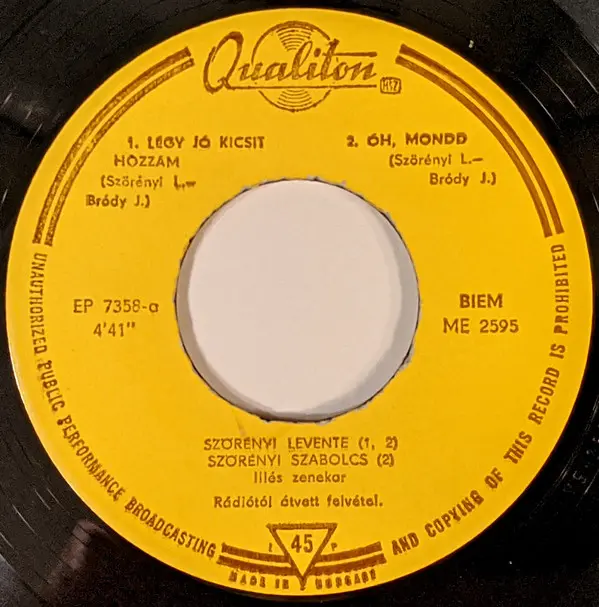 Qualiton
HSZ
1. LÉGY JÓ KICSIT
HOZZÁM
(Szörényi L.–
Bródy J.)
2. ÓH, MONDD
(Szörényi L.–
Bródy J.)
EP 7358-a
4'41"
BIEM
ME 2595
SZÖRÉNYI LEVENTE (1, 2)
SZÖRÉNYI SZABOLCS (2)
Illés zenekar
Rádiótól átvett felvétel.
45
UNAUTHORIZED PUBLIC PERFORMANCE BROADCASTING AND COPYING OF THIS RECORD IS PROHIBITED
MADE IN HUNGARY